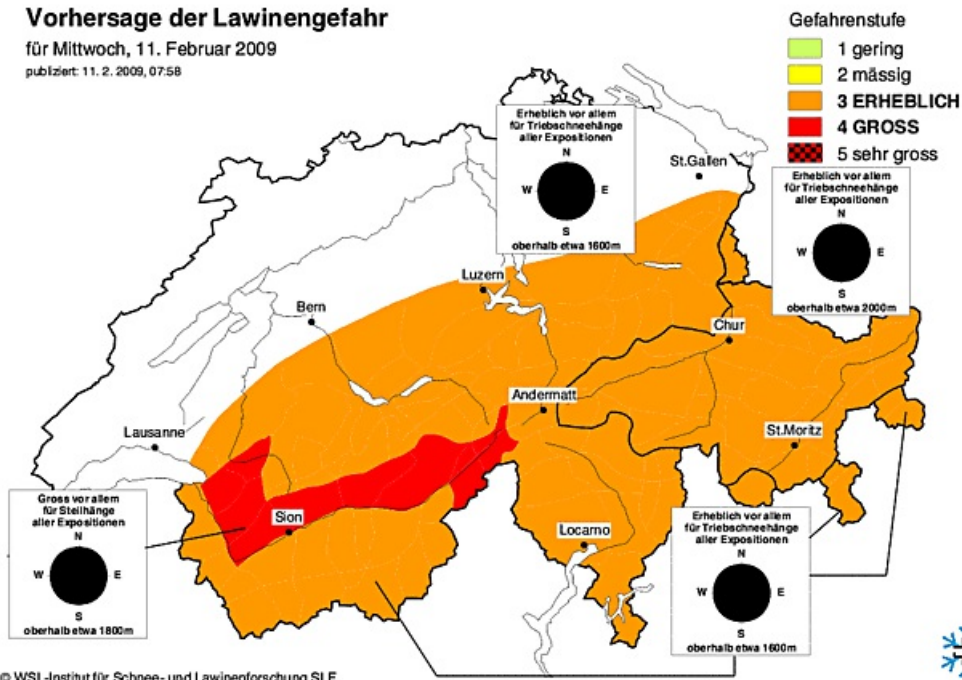 Vorhersage der Lawinengefahr
für Mittwoch, 11. Februar 2009
publiziert: 11. 2. 2009, 07:58
Gefahrenstufe
1 gering
2 mässig
3 ERHEBLICH
4 GROSS
5 sehr gross
Erheblich vor allem
für Triebschneehänge
aller Expositionen
N
W E
S
oberhalb etwa 1600m
St.Gallen
Erheblich vor allem
für Triebschneehänge
aller Expositionen
N
W E
S
oberhalb etwa 2000m
Luzern
Bern
Chur
Andermatt
Lausanne
St.Moritz
Gross vor allem
für Steilhänge
aller Expositionen
N
W E
S
oberhalb etwa 1800m
Sion
Locarno
Erheblich vor allem
für Triebschneehänge
aller Expositionen
N
W E
S
oberhalb etwa 1600m
© WSL-Institut für Schnee- und Lawinenforschung SLF